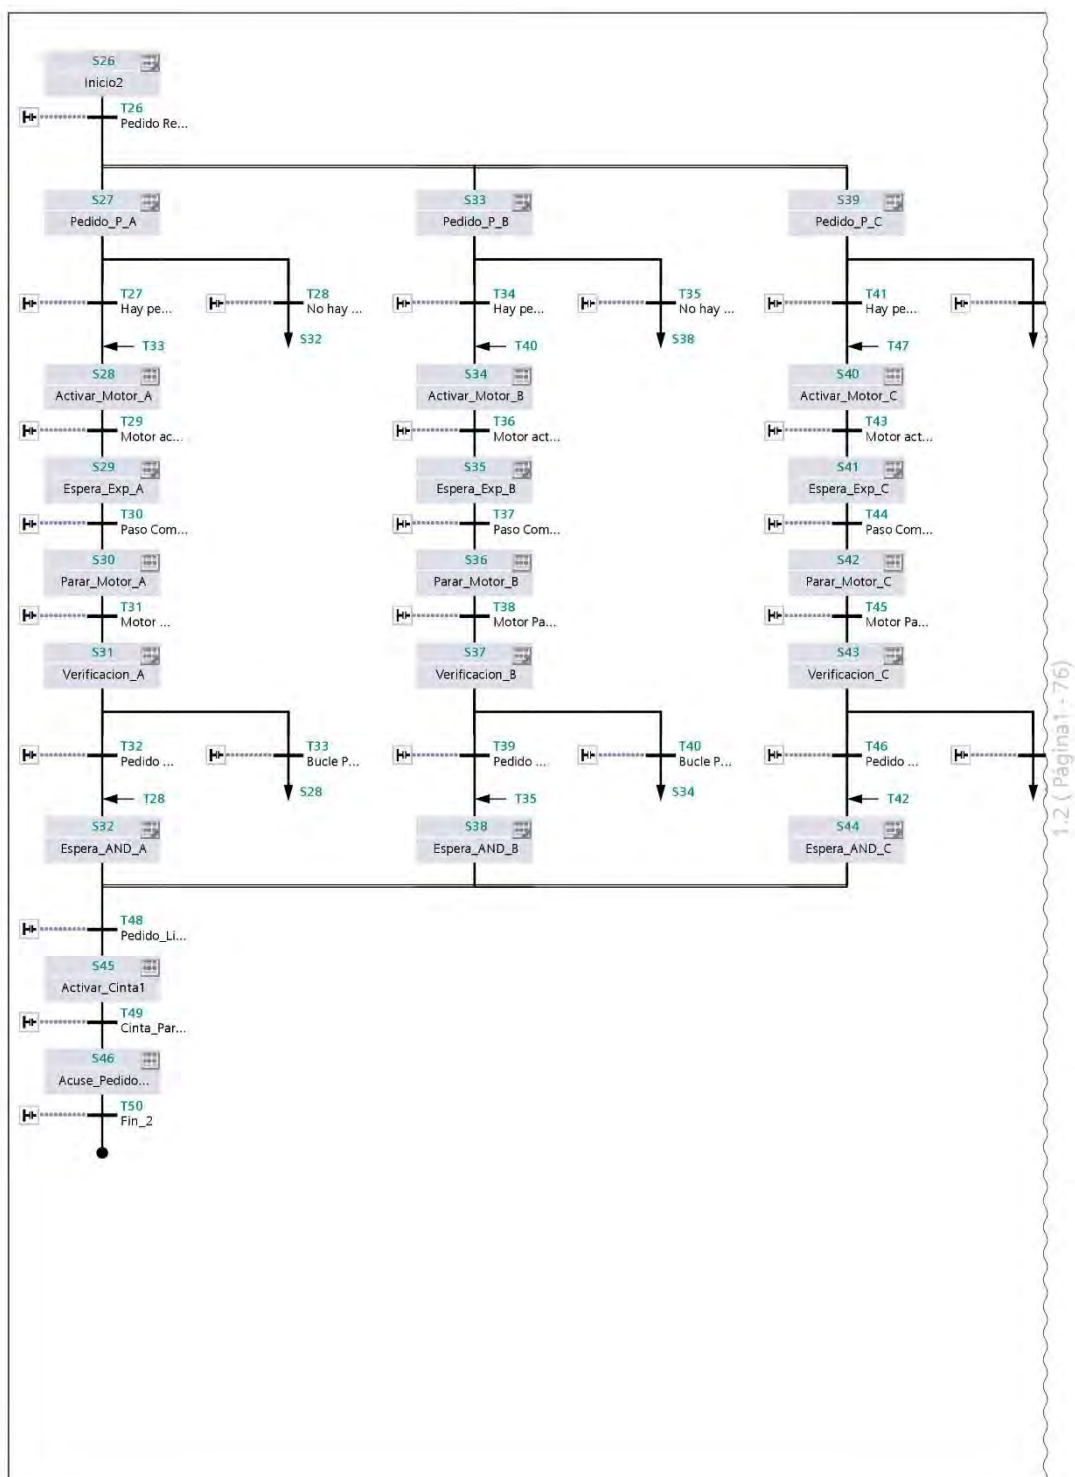 S26
Inicio2
T26
Pedido Re...
S27
Pedido_P_A
S33
Pedido_P_B
S39
Pedido_P_C
T27
Hay pe...
T28
No hay ...
T34
Hay pe...
T35
No hay ...
T41
Hay pe...
S32
S38
T33
T40
T47
S28
Activar_Motor_A
S34
Activar_Motor_B
S40
Activar_Motor_C
T29
Motor ac...
T36
Motor act...
T43
Motor act...
S29
Espera_Exp_A
S35
Espera_Exp_B
S41
Espera_Exp_C
T30
Paso Com...
T37
Paso Com...
T44
Paso Com...
S30
Parar_Motor_A
S36
Parar_Motor_B
S42
Parar_Motor_C
T31
Motor ...
T38
Motor Pa...
T45
Motor Pa...
S31
Verificacion_A
S37
Verificacion_B
S43
Verificacion_C
T32
Pedido ...
T33
Bucle P...
T39
Pedido ...
T40
Bucle P...
T46
Pedido ...
S28
S34
T28
T35
T42
S32
Espera_AND_A
S38
Espera_AND_B
S44
Espera_AND_C
T48
Pedido_Li...
S45
Activar_Cinta1
T49
Cinta_Par...
S46
Acuse_Pedido...
T50
Fin_2
1.2 ( Página1 - 76)